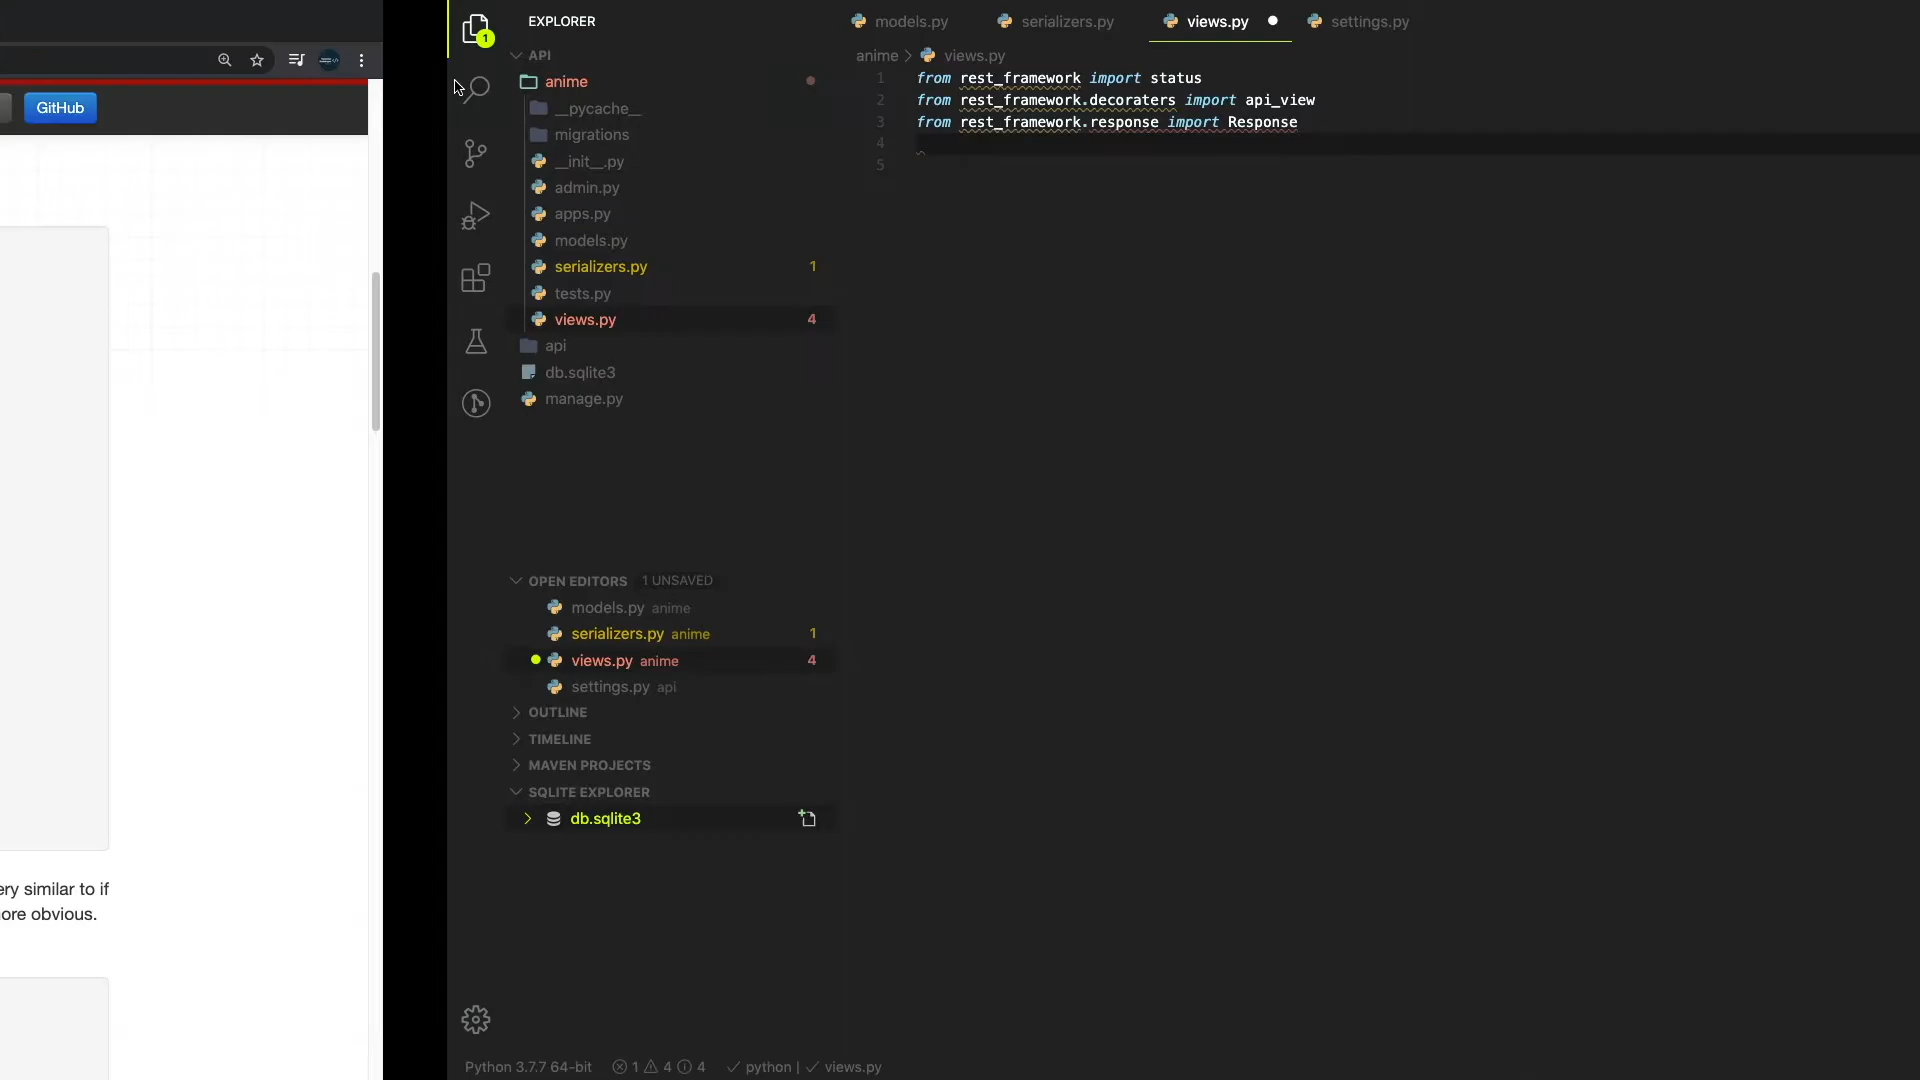 GitHub
ery similar to if
ore obvious.
1
EXPLORER
API
anime
__pycache__
migrations
__init__.py
admin.py
apps.py
models.py
serializers.py 1
tests.py
views.py 4
api
db.sqlite3
manage.py
OPEN EDITORS 1 UNSAVED
models.py anime
serializers.py anime 1
views.py anime 4
settings.py api
OUTLINE
TIMELINE
MAVEN PROJECTS
SQLITE EXPLORER
db.sqlite3
models.py serializers.py views.py settings.py
anime > views.py
1 from rest_framework import status
2 from rest_framework.decoraters import api_view
3 from rest_framework.response import Response
4
5
Python 3.7.7 64-bit 1 4 4 python | views.py